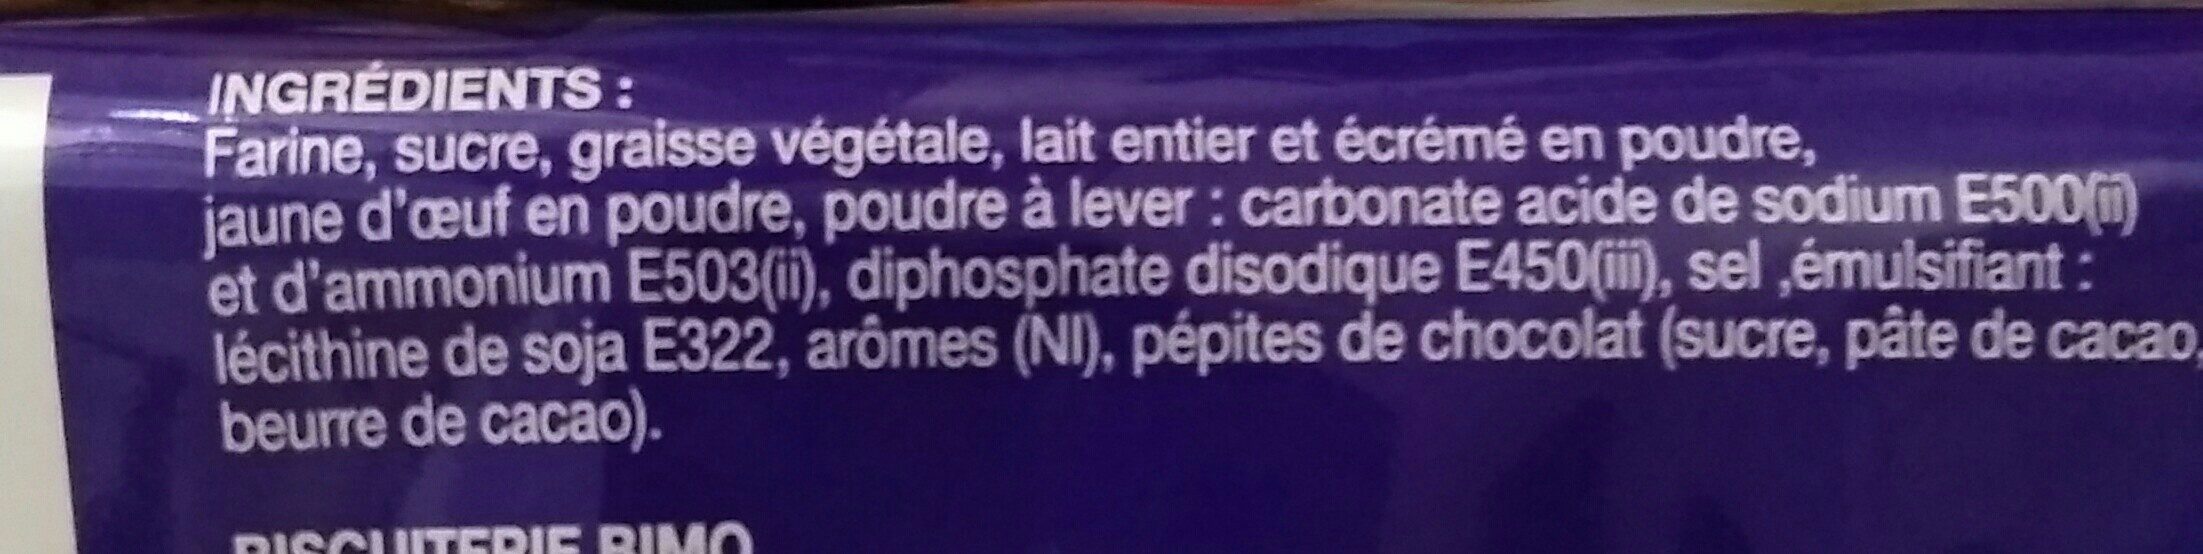 INGRÉDIENTS :
Farine, sucre, graisse végétale, lait entier et écrémé en poudre,
jaune d'œuf en poudre, poudre à lever : carbonate acide de sodium E500(ii)
et d'ammonium E503(ii), diphosphate disodique E450(iii), sel ,émulsifiant :
lécithine de soja E322, arômes (NI), pépites de chocolat (sucre, pâte de cacao,
beurre de cacao).
BISCUITERIE BIMO